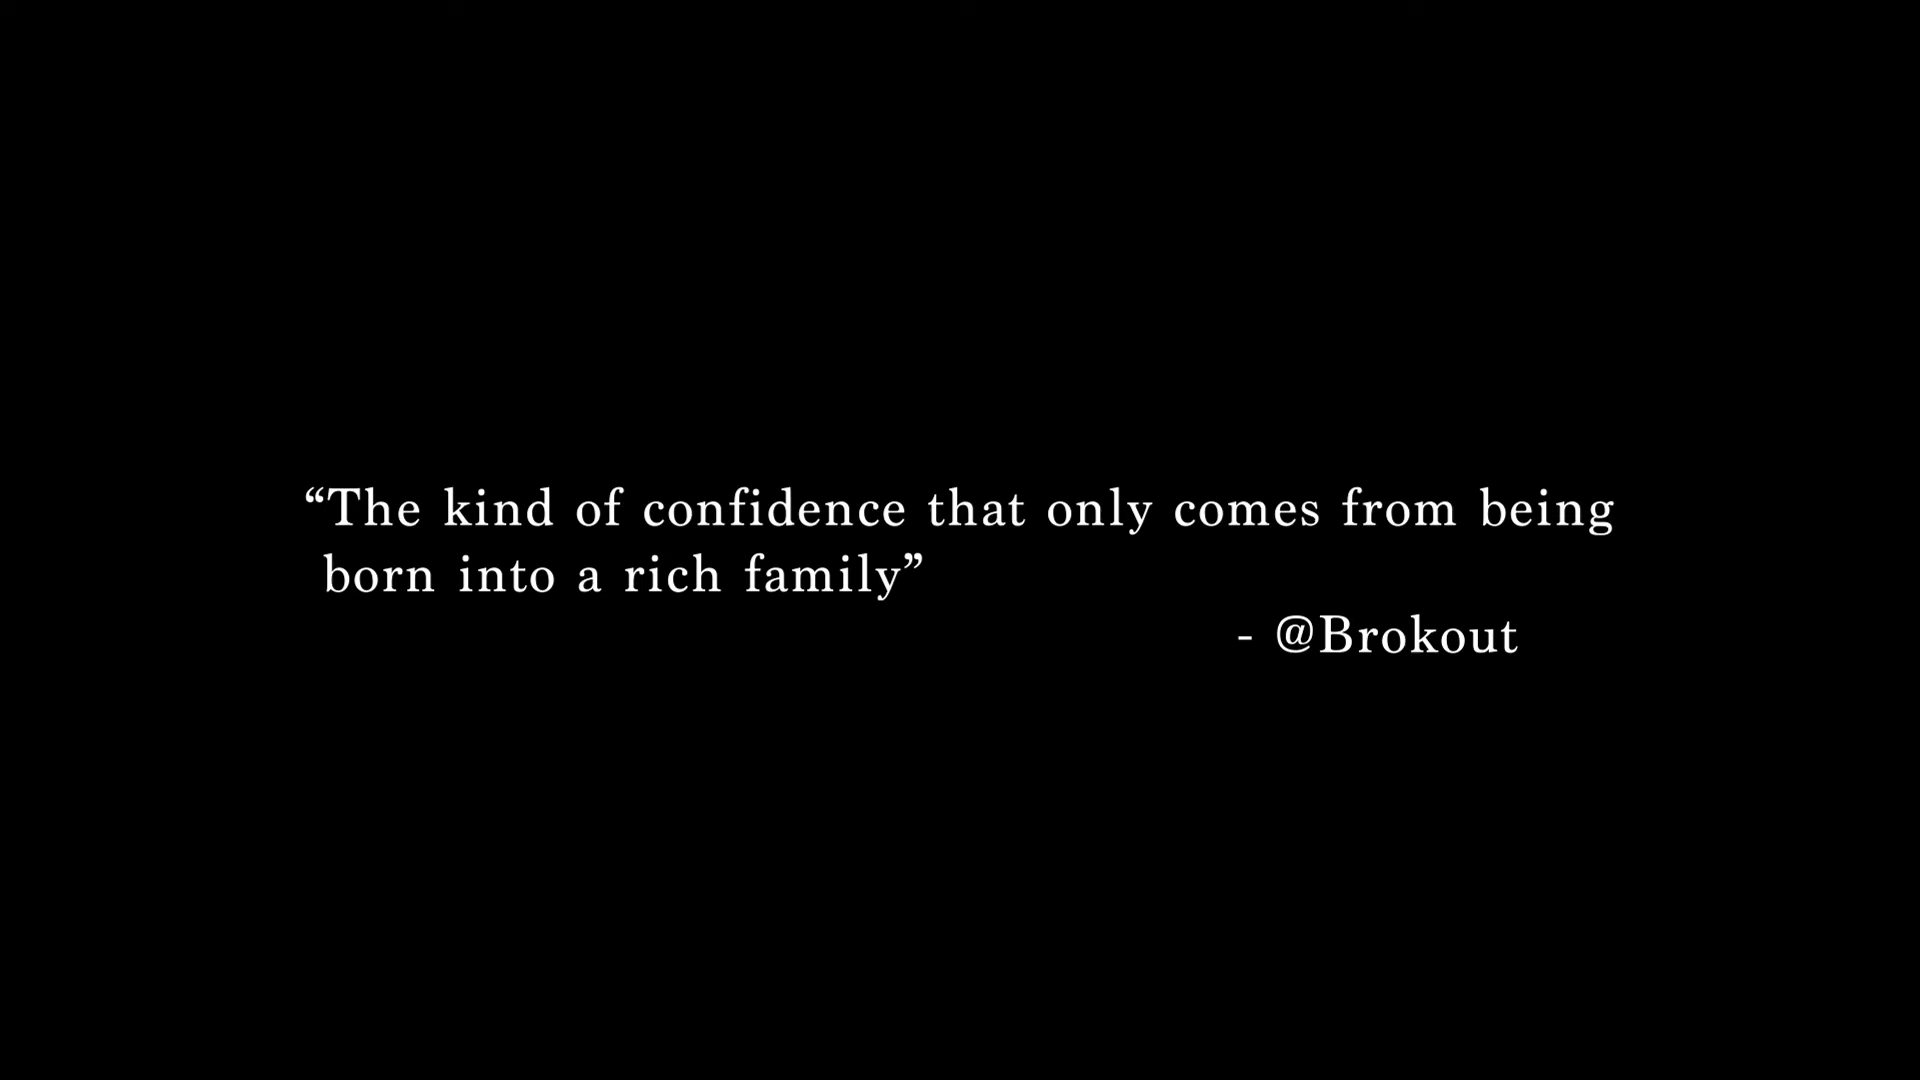 “The kind of confidence that only comes from being
born into a rich family”
- @Brokout